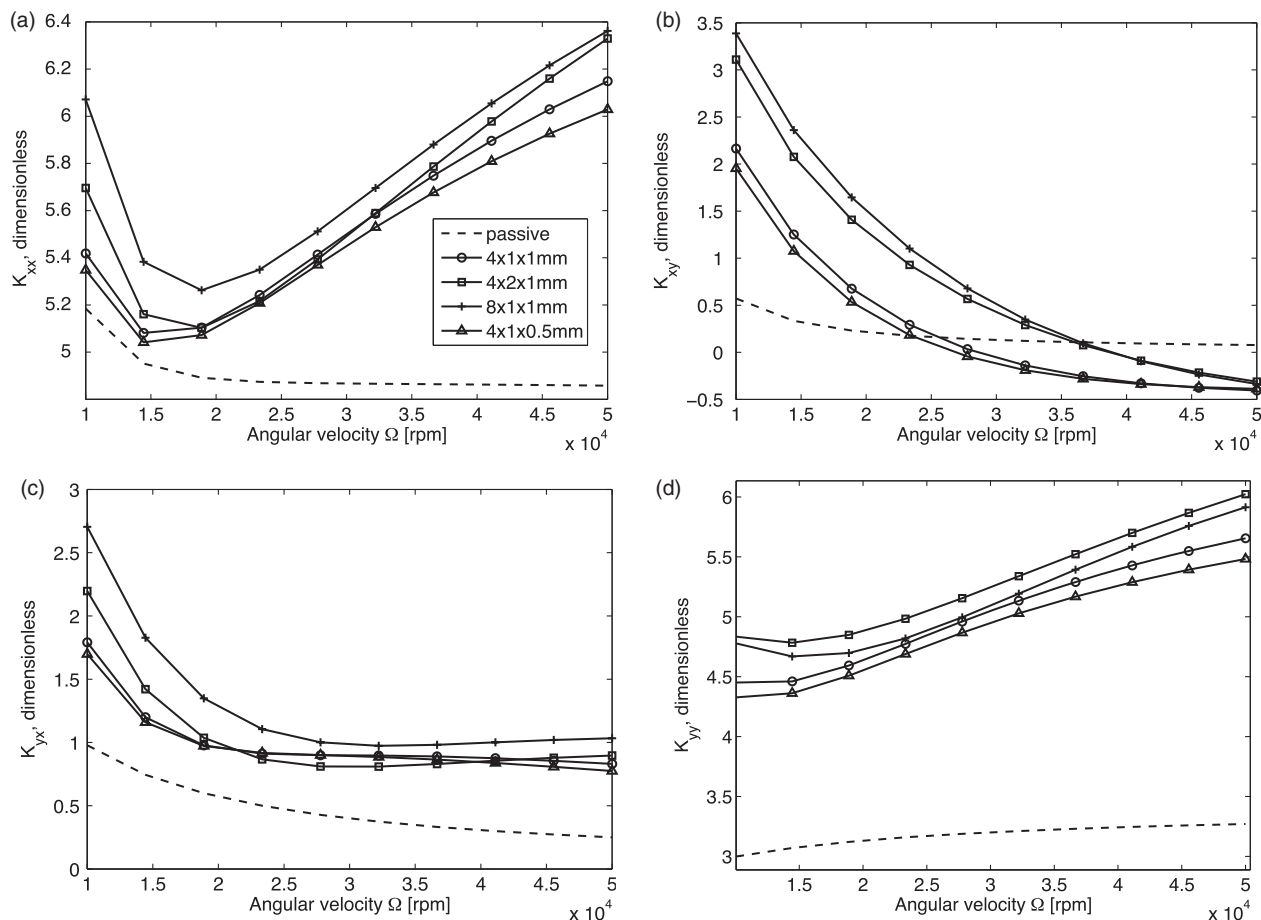 (a)
6.4
6.2
6
5.8
5.6
5.4
5.2
5
K xx, dimensionless
passive
4x1x1mm
4x2x1mm
8x1x1mm
4x1x0.5mm
1 1.5 2 2.5 3 3.5 4 4.5 5
Angular velocity Ω [rpm]
x 10^4
(b)
3.5
3
2.5
2
1.5
1
0.5
0
−0.5
K xy, dimensionless
1 1.5 2 2.5 3 3.5 4 4.5 5
Angular velocity Ω [rpm]
x 10^4
(c)
3
2.5
2
1.5
1
0.5
0
K yx, dimensionless
1 1.5 2 2.5 3 3.5 4 4.5 5
Angular velocity Ω [rpm]
x 10^4
(d)
6
5.5
5
4.5
4
3.5
3
K yy, dimensionless
1.5 2 2.5 3 3.5 4 4.5 5
Angular velocity Ω [rpm]
x 10^4